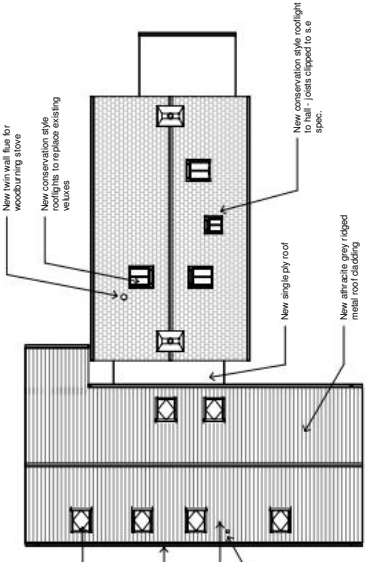 New twin wall flue for
woodburning stove
New conservation style
rooflights to replace existing
veluxes
New conservation style rooflight
to hall - joists clipped to s.e
spec.
New single ply roof
New athracite grey ridged
metal roof cladding